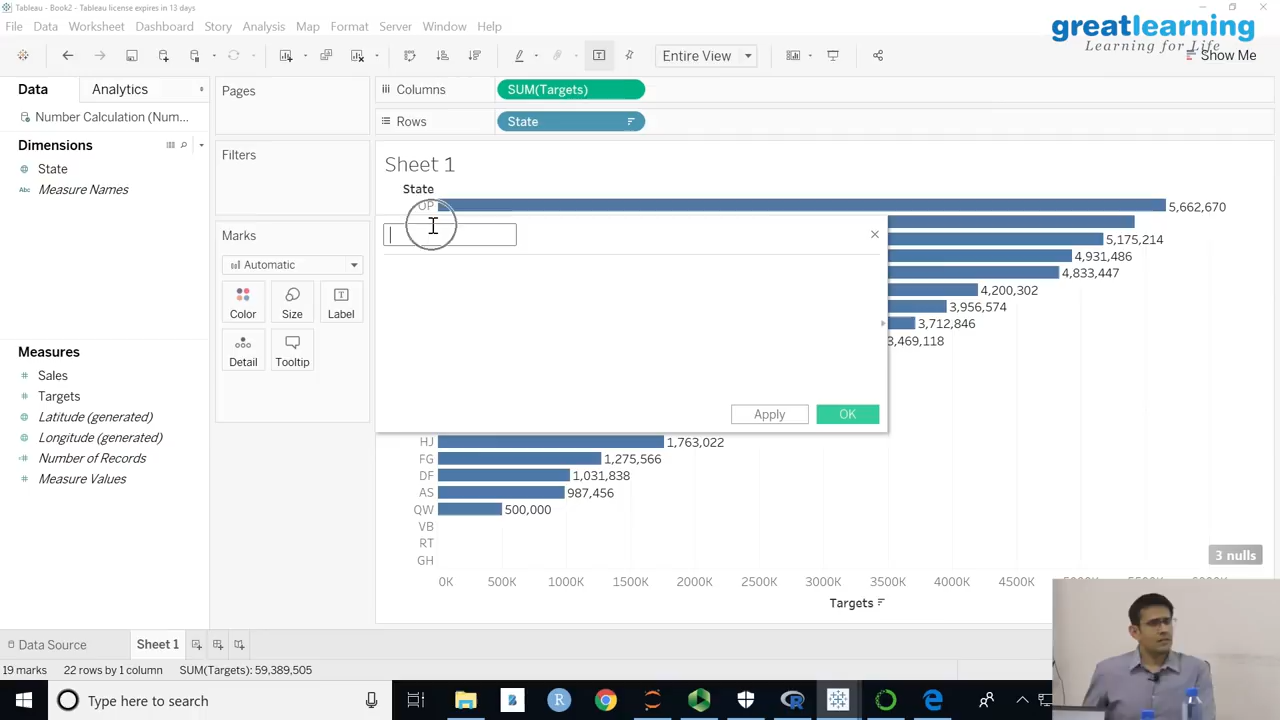 Tableau - Book2 - Tableau license expires in 13 days
File Data Worksheet Dashboard Story Analysis Map Format Server Window Help
greatlearning
Learning for Life
Entire View
Show Me
Data Analytics
Number Calculation (Num...
Dimensions
State
Abc Measure Names
Measures
Sales
Targets
Latitude (generated)
Longitude (generated)
Number of Records
Measure Values
Pages
Filters
Marks
Automatic
Color Size Label
Detail Tooltip
Columns SUM(Targets)
Rows State
Sheet 1
State
OP 5,662,670
5,175,214
4,931,486
4,833,447
4,200,302
3,956,574
3,712,846
3,469,118
Apply OK
HJ 1,763,022
FG 1,275,566
DF 1,031,838
AS 987,456
QW 500,000
VB
RT
GH
3 nulls
0K 500K 1000K 1500K 2000K 2500K 3000K 3500K 4000K 4500K
Targets
Data Source Sheet 1
19 marks 22 rows by 1 column SUM(Targets): 59,389,505
Type here to search